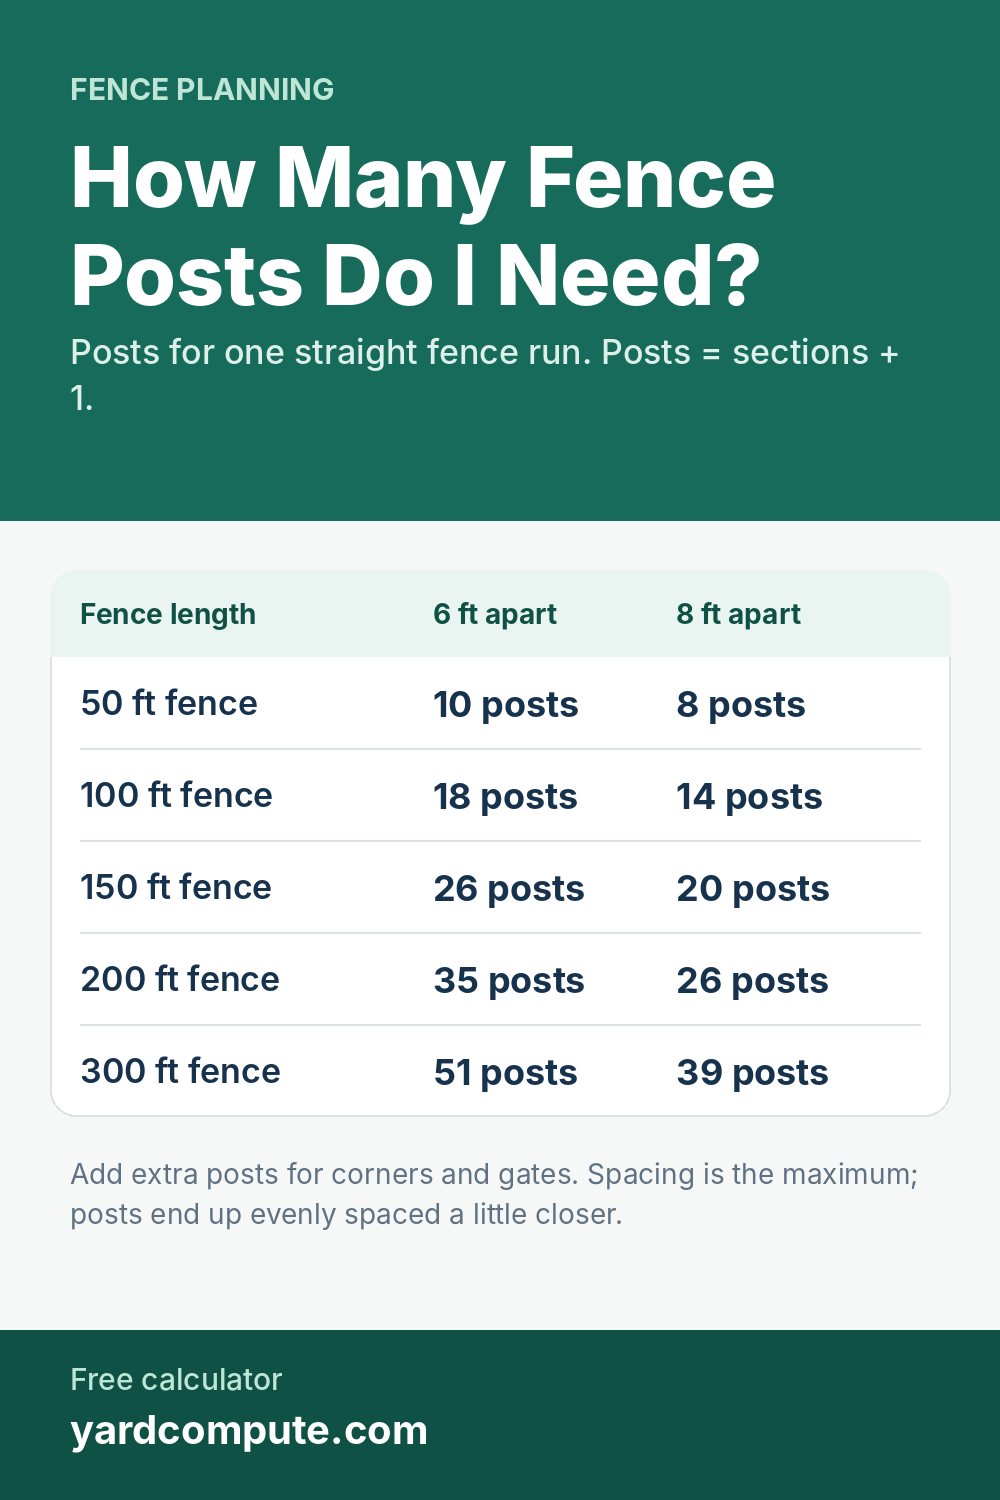 FENCE PLANNING
How Many Fence
Posts Do I Need?
Posts for one straight fence run. Posts = sections +
1.
Fence length 6 ft apart 8 ft apart
50 ft fence 10 posts 8 posts
100 ft fence 18 posts 14 posts
150 ft fence 26 posts 20 posts
200 ft fence 35 posts 26 posts
300 ft fence 51 posts 39 posts
Add extra posts for corners and gates. Spacing is the maximum;
posts end up evenly spaced a little closer.
Free calculator
yardcompute.com